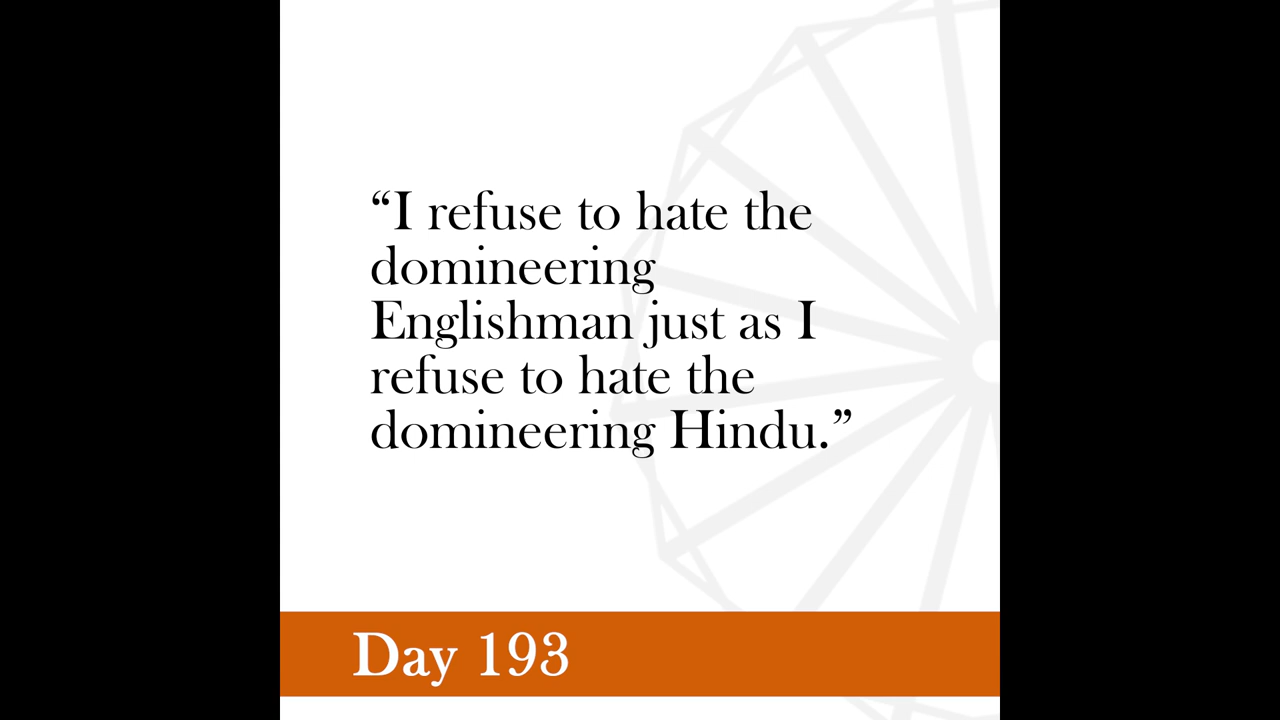 “I refuse to hate the
domineering
Englishman just as I
refuse to hate the
domineering Hindu.”
Day 193